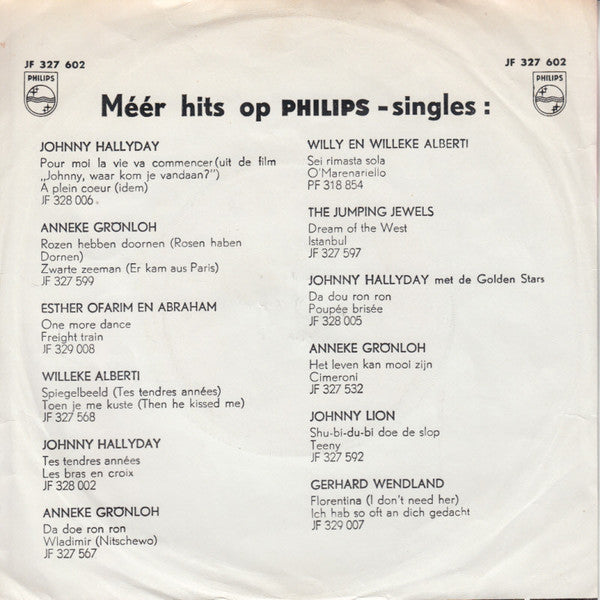 JF 327 602
JF 327 602
PHILIPS
PHILIPS
Méér hits op PHILIPS - singles :
JOHNNY HALLYDAY
Pour moi la vie va commencer (uit de film
„Johnny, waar kom je vandaan?")
A plein coeur (idem)
JF 328 006
ANNEKE GRÖNLOH
Rozen hebben doornen (Rosen haben
Dornen)
Zwarte zeeman (Er kam aus Paris)
JF 327 599
ESTHER OFARIM EN ABRAHAM
One more dance
Freight train
JF 329 008
WILLEKE ALBERTI
Spiegelbeeld (Tes tendres années)
Toen je me kuste (Then he kissed me)
JF 327 568
JOHNNY HALLYDAY
Tes tendres années
Les bras en croix
JF 328 002
ANNEKE GRÖNLOH
Da doe ron ron
Wladimir (Nitschewo)
JF 327 567
WILLY EN WILLEKE ALBERTI
Sei rimasta sola
O'Marenariello
PF 318 854
THE JUMPING JEWELS
Dream of the West
Istanbul
JF 327 597
JOHNNY HALLYDAY met de Golden Stars
Da dou ron ron
Poupée brisée
JF 328 005
ANNEKE GRÖNLOH
Het leven kan mooi zijn
Cimeroni
JF 327 532
JOHNNY LION
Shu-bi-du-bi doe de slop
Teeny
JF 327 592
GERHARD WENDLAND
Florentina (I don't need her)
Ich hab so oft an dich gedacht
JF 329 007